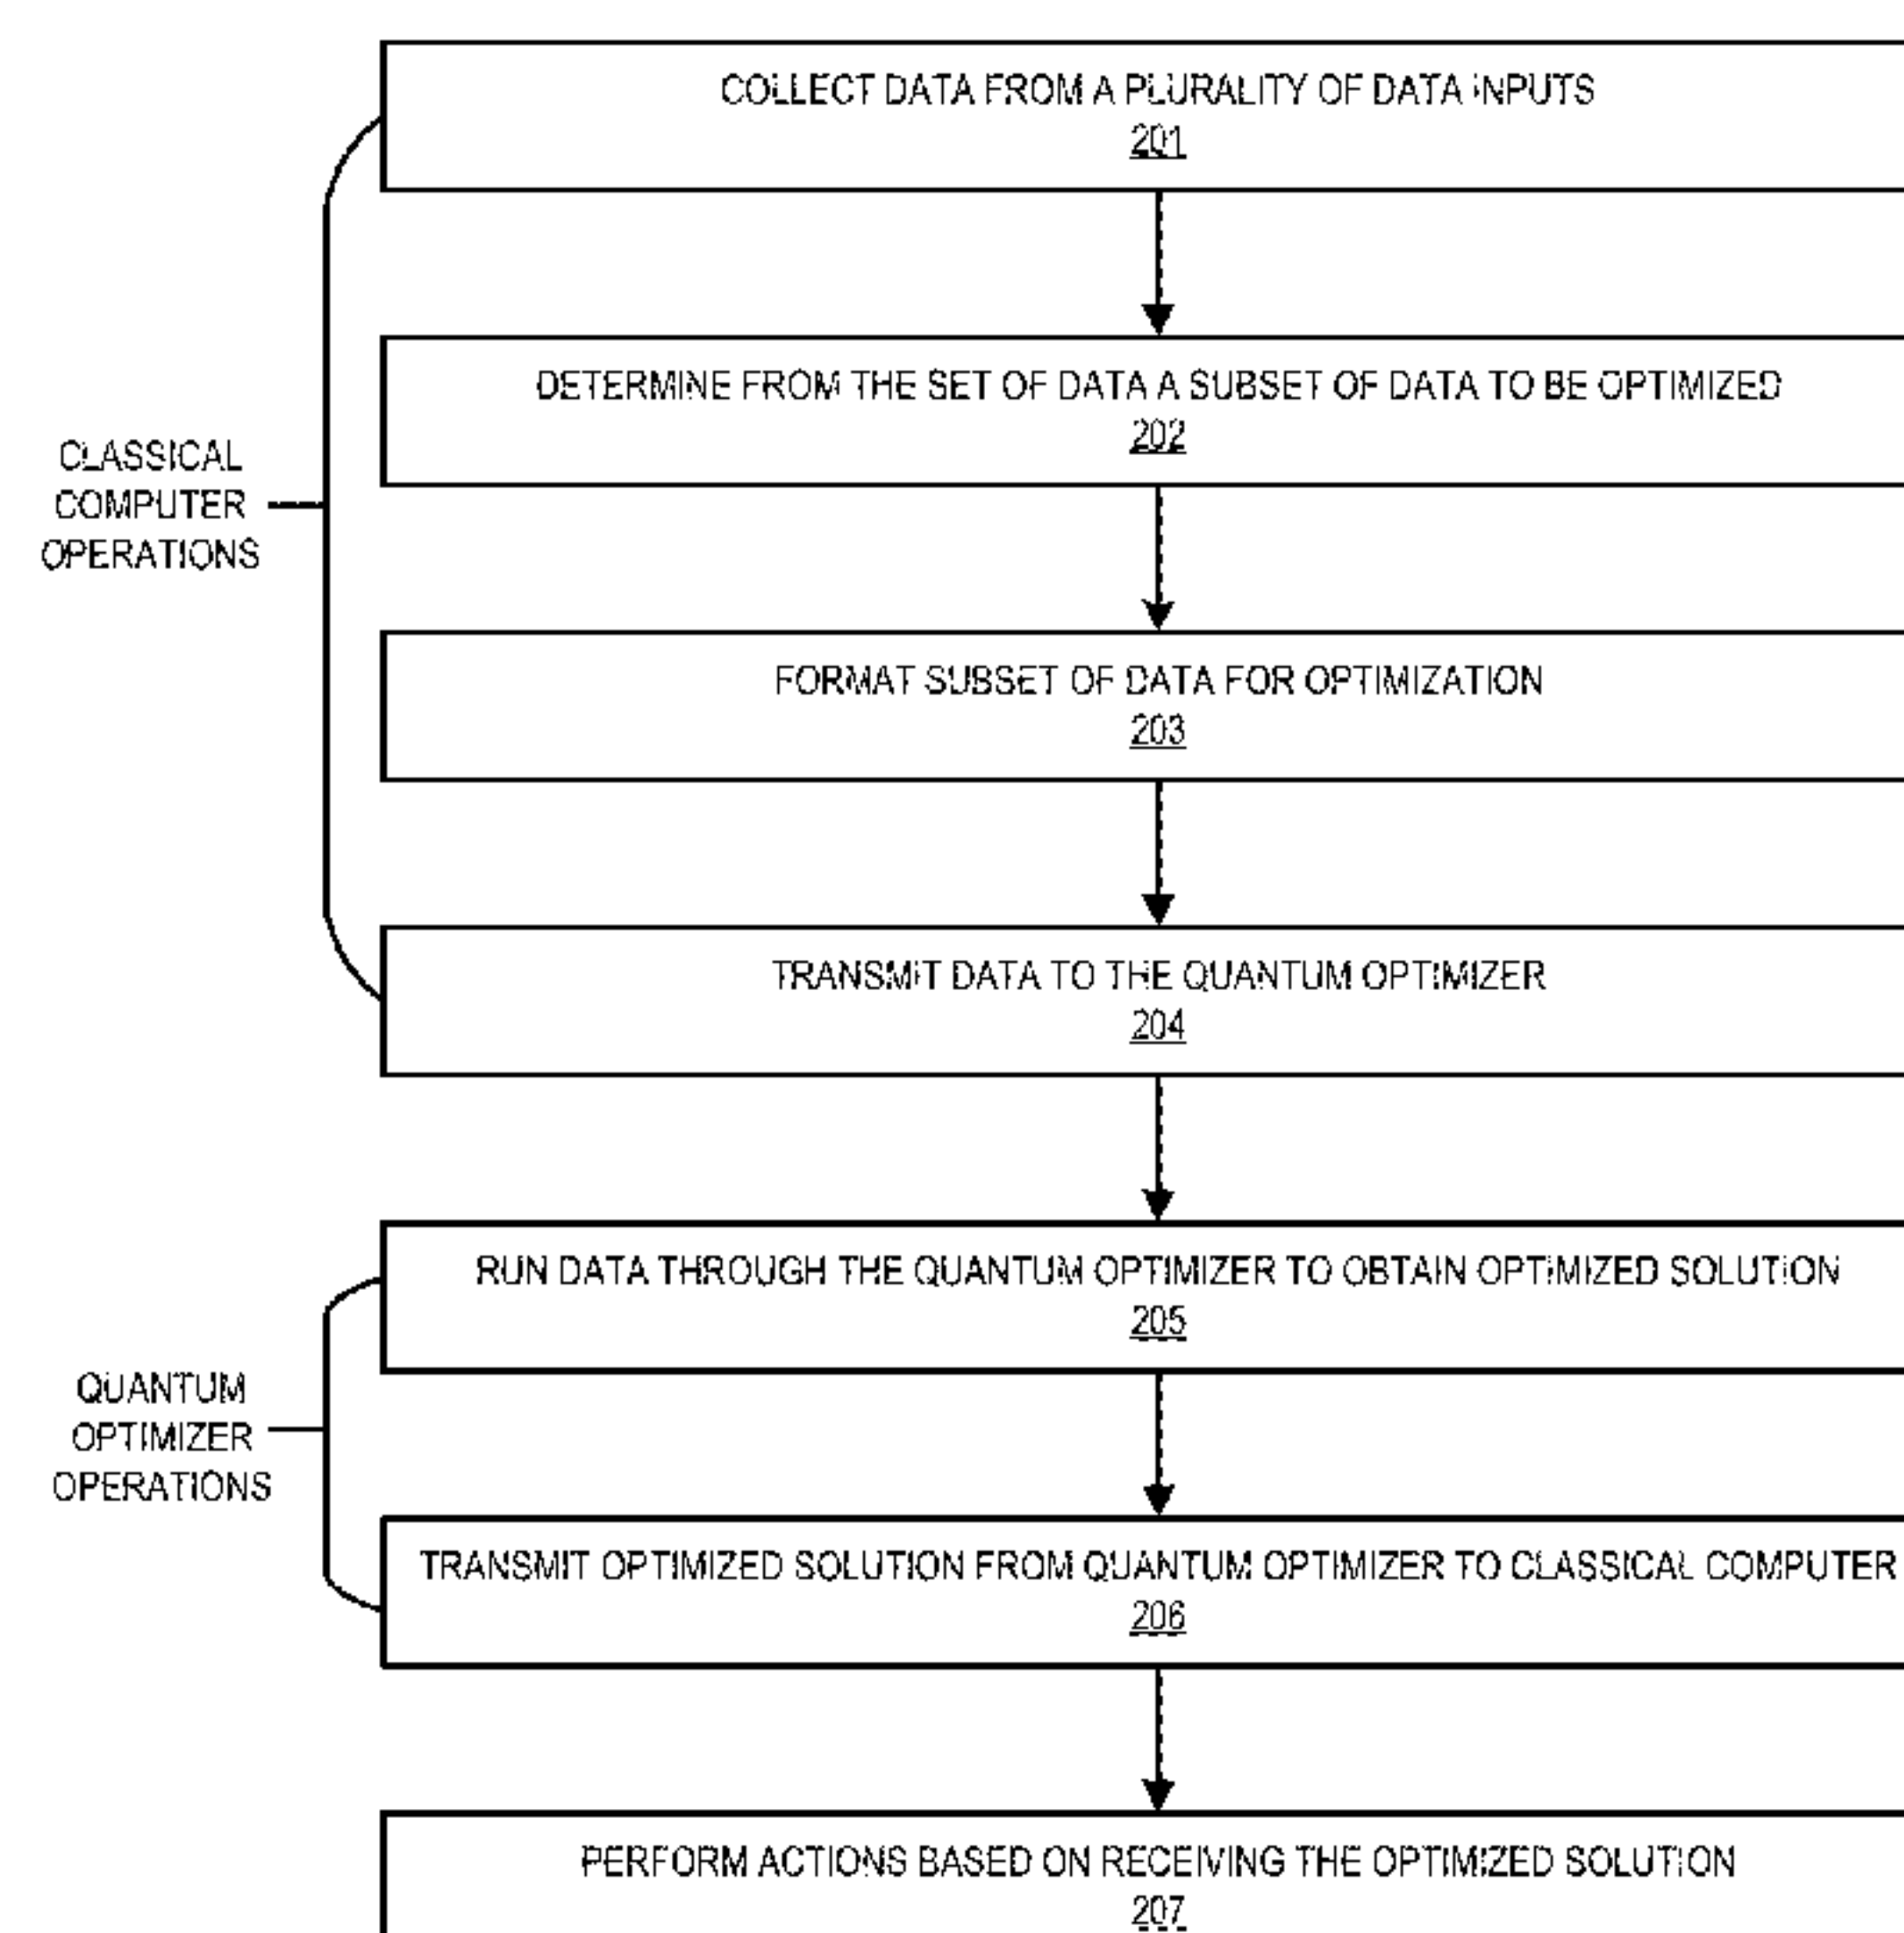 COLLECT DATA FROM A PLURALITY OF DATA INPUTS
201
DETERMINE FROM THE SET OF DATA A SUBSET OF DATA TO BE OPTIMIZED
202
CLASSICAL
COMPUTER
OPERATIONS
FORMAT SUBSET OF DATA FOR OPTIMIZATION
203
TRANSMIT DATA TO THE QUANTUM OPTIMIZER
204
RUN DATA THROUGH THE QUANTUM OPTIMIZER TO OBTAIN OPTIMIZED SOLUTION
205
QUANTUM
OPTIMIZER
OPERATIONS
TRANSMIT OPTIMIZED SOLUTION FROM QUANTUM OPTIMIZER TO CLASSICAL COMPUTER
206
PERFORM ACTIONS BASED ON RECEIVING THE OPTIMIZED SOLUTION
207